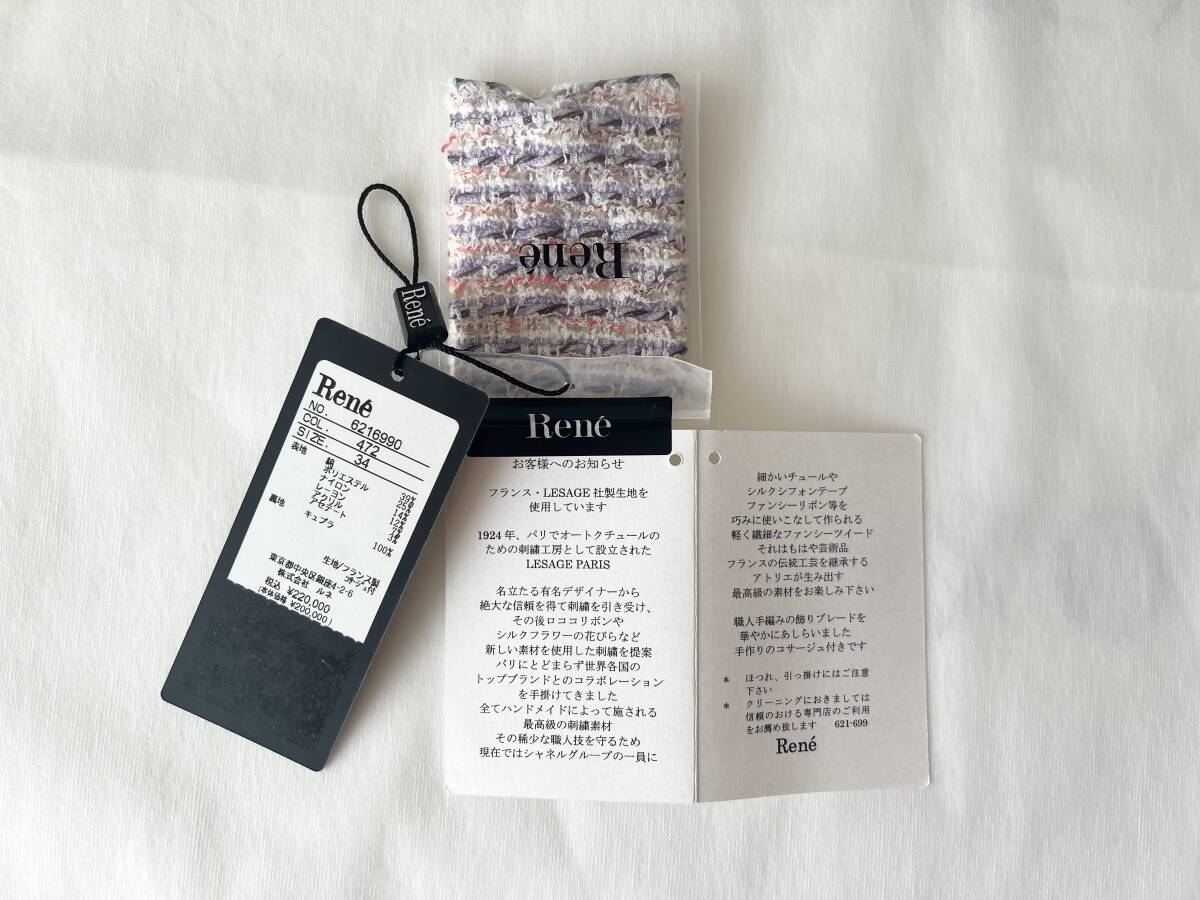 René
René
René
NO. 6216990
COL. 472
SIZE. 34
表地 綿 39%
ポリエステル 25%
ナイロン 14%
レーヨン 12%
アクリル 7%
アセテート 3%
裏地 キュプラ 100%
生地/フランス製
コサージュ付
東京都中央区銀座4-2-6
株式会社 ルネ
税込 ¥220,000
(本体価格 ¥200,000)
René
お客様へのお知らせ
フランス・LESAGE 社製生地を
使用しています
1924年、パリでオートクチュールの
ための刺繍工房として設立された
LESAGE PARIS
名立たる有名デザイナーから
絶大な信頼を得て刺繍を引き受け、
その後ロココリボンや
シルクフラワーの花びらなど
新しい素材を使用した刺繍を提案
パリにとどまらず世界各国の
トップブランドとのコラボレーション
を手掛けてきました
全てハンドメイドによって施される
最高級の刺繍素材
その稀少な職人技を守るため
現在ではシャネルグループの一員に
細かいチュールや
シルクシフォンテープ
ファンシーリボン等を
巧みに使いこなして作られる
軽く繊細なファンシーツイード
それはもはや芸術品
フランスの伝統工芸を継承する
アトリエが生み出す
最高級の素材をお楽しみ下さい
職人手編みの飾りブレードを
華やかにあしらいました
手作りのコサージュ付きです
* ほつれ、引っ掛けにはご注意
下さい
* クリーニングにおきましては
信頼のおける専門店のご利用
をお薦め致します 621-699
René